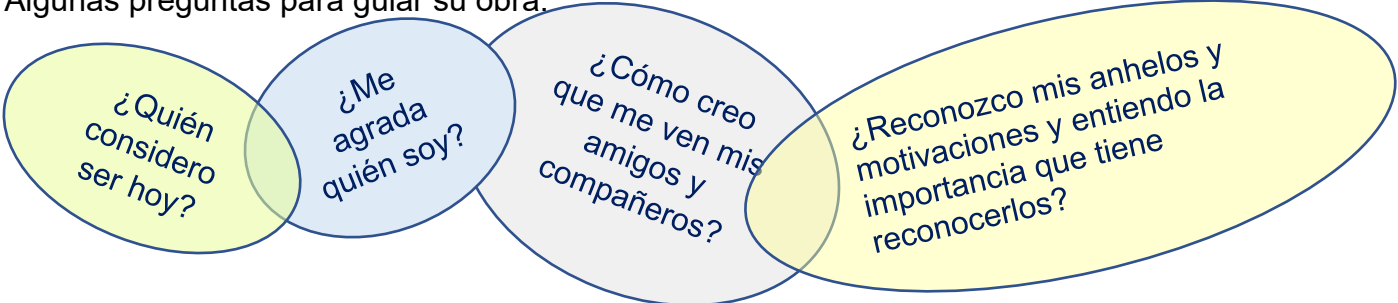 Algunas preguntas para guiar su obra.
¿Quién
considero
ser hoy?
¿Me
agrada
quién soy?
¿Cómo creo
que me ven mis
amigos y
compañeros?
¿Reconozco mis anhelos y
motivaciones y entiendo la
importancia que tiene
reconocerlos?